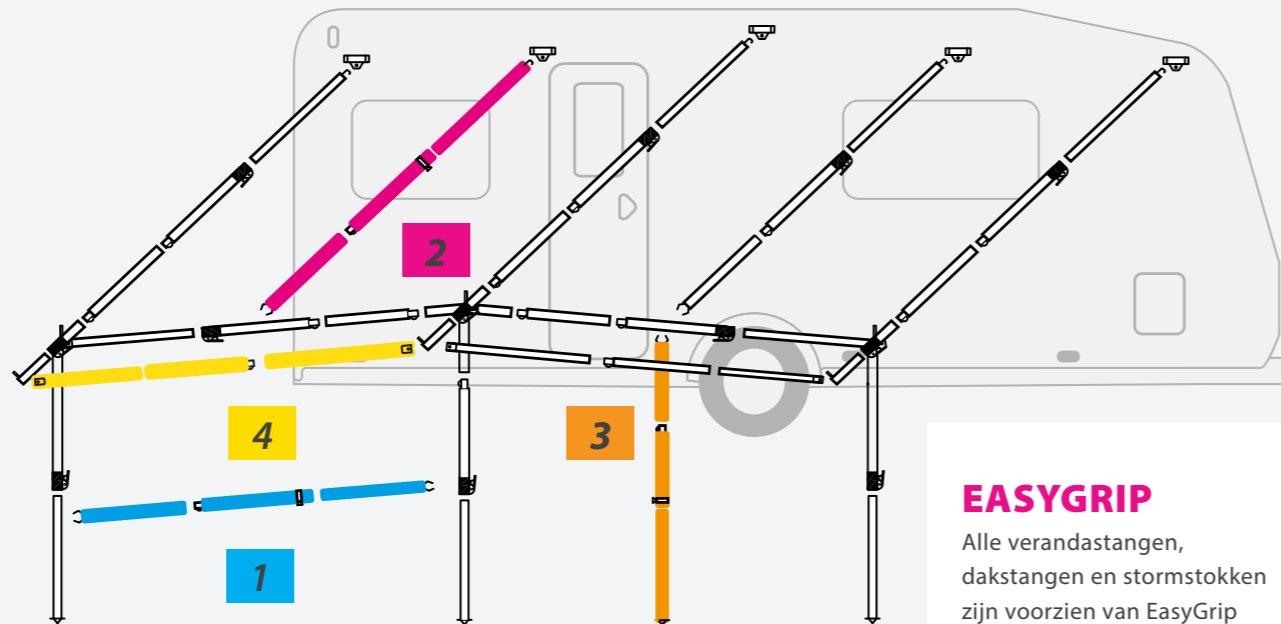 2
4
3
1
EASYGRIP
Alle verandastangen,
dakstangen en stormstokken
zijn voorzien van EasyGrip